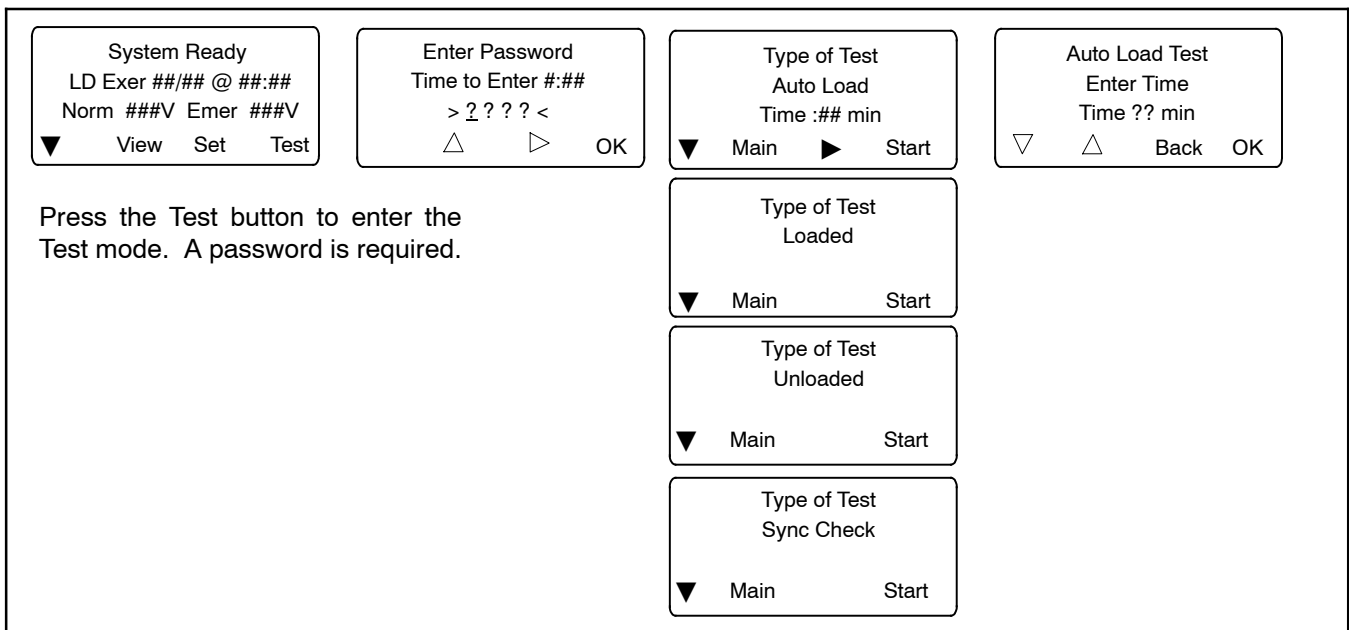 System Ready
LD Exer ##/## @ ##:##
Norm ###V Emer ###V
▼ View Set Test
Enter Password
Time to Enter #:##
> ? ? ? ? <
△ ▷ OK
Type of Test
Auto Load
Time :## min
▼ Main ▶ Start
Auto Load Test
Enter Time
Time ?? min
▽ △ Back OK
Press the Test button to enter the
Test mode. A password is required.
Type of Test
Loaded
▼ Main Start
Type of Test
Unloaded
▼ Main Start
Type of Test
Sync Check
▼ Main Start